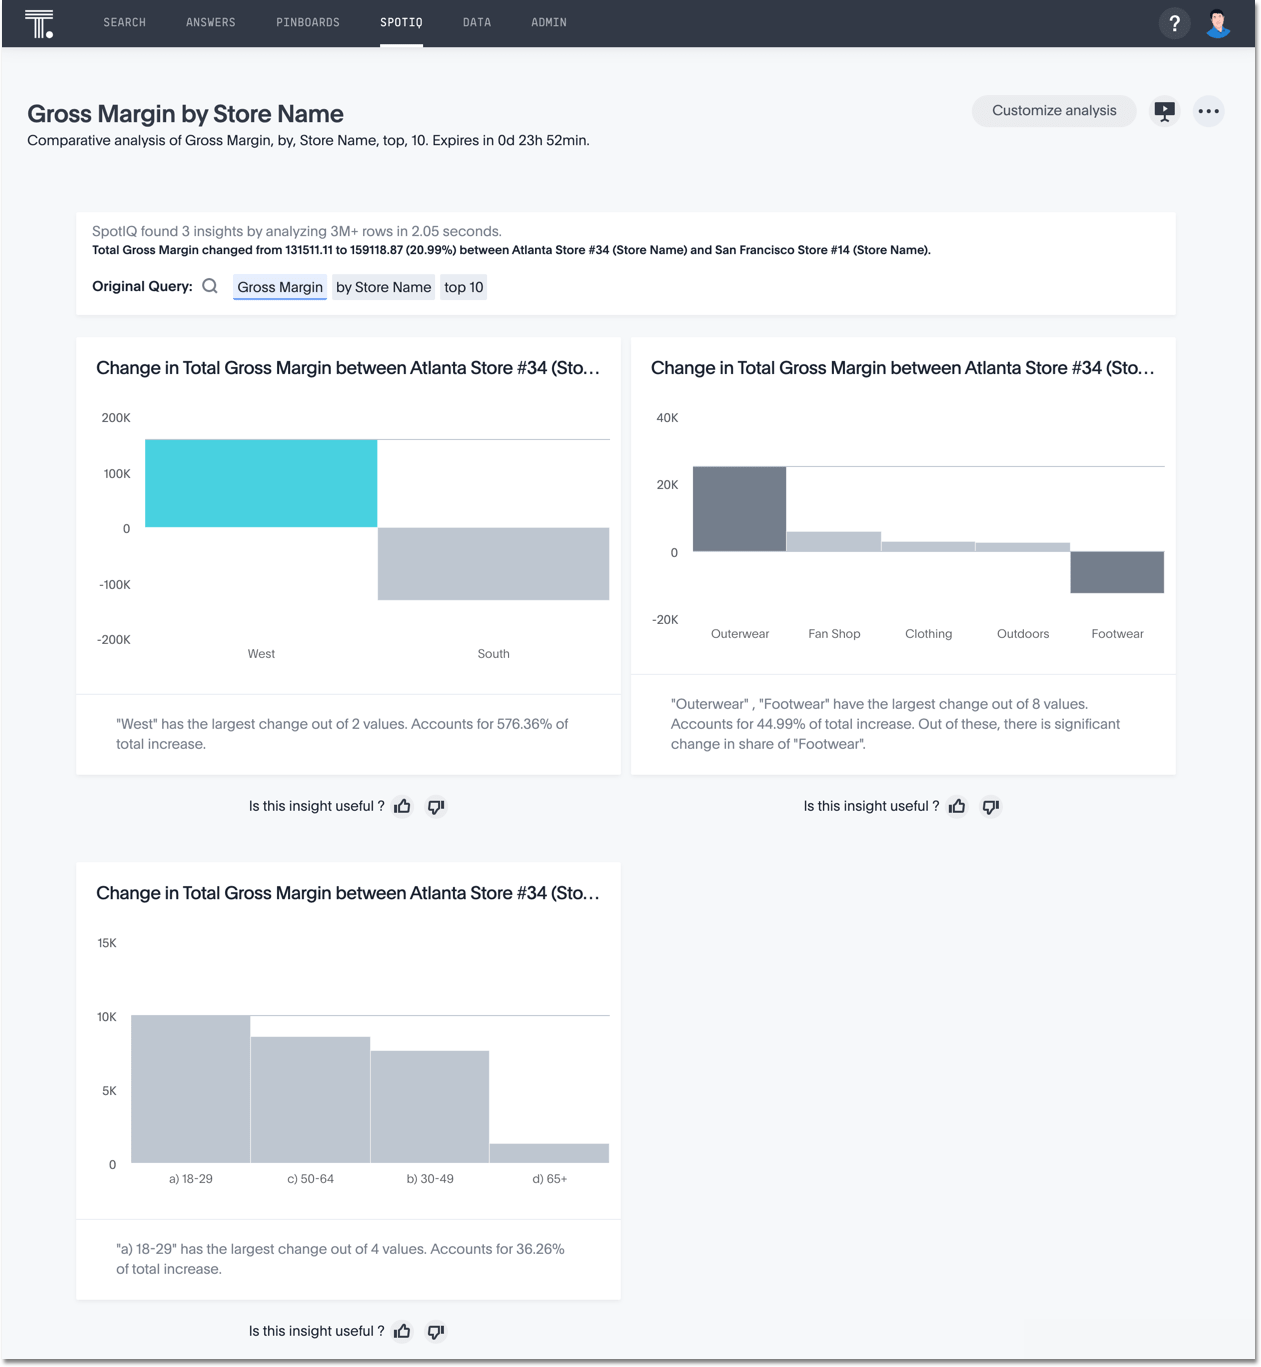 SEARCH ANSWERS PINBOARDS SPOTIQ DATA ADMIN ?
Gross Margin by Store Name
Customize analysis
Comparative analysis of Gross Margin, by, Store Name, top, 10. Expires in 0d 23h 52min.
SpotIQ found 3 insights by analyzing 3M+ rows in 2.05 seconds.
Total Gross Margin changed from 131511.11 to 159118.87 (20.99%) between Atlanta Store #34 (Store Name) and San Francisco Store #14 (Store Name).
Original Query: Gross Margin by Store Name top 10
Change in Total Gross Margin between Atlanta Store #34 (Sto...
200K
100K
0
-100K
-200K
West South
"West" has the largest change out of 2 values. Accounts for 576.36% of
total increase.
Is this insight useful ?
Change in Total Gross Margin between Atlanta Store #34 (Sto...
40K
20K
0
-20K
Outerwear Fan Shop Clothing Outdoors Footwear
"Outerwear" , "Footwear" have the largest change out of 8 values.
Accounts for 44.99% of total increase. Out of these, there is significant
change in share of "Footwear".
Is this insight useful ?
Change in Total Gross Margin between Atlanta Store #34 (Sto...
15K
10K
5K
0
a) 18-29 c) 50-64 b) 30-49 d) 65+
"a) 18-29" has the largest change out of 4 values. Accounts for 36.26%
of total increase.
Is this insight useful ?